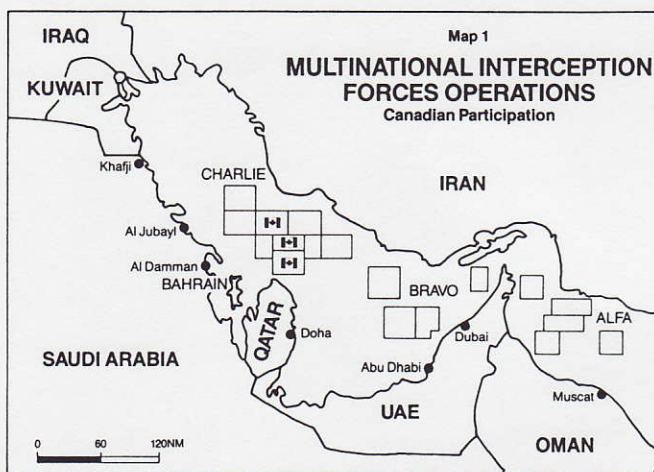 Map 1
MULTINATIONAL INTERCEPTION
FORCES OPERATIONS
Canadian Participation
IRAQ
KUWAIT
Khafji
CHARLIE
IRAN
Al Jubayl
Al Damman
BAHRAIN
BRAVO
QATAR
Doha
Dubai
ALFA
SAUDI ARABIA
Abu Dhabi
UAE
Muscat
OMAN
0 60 120NM